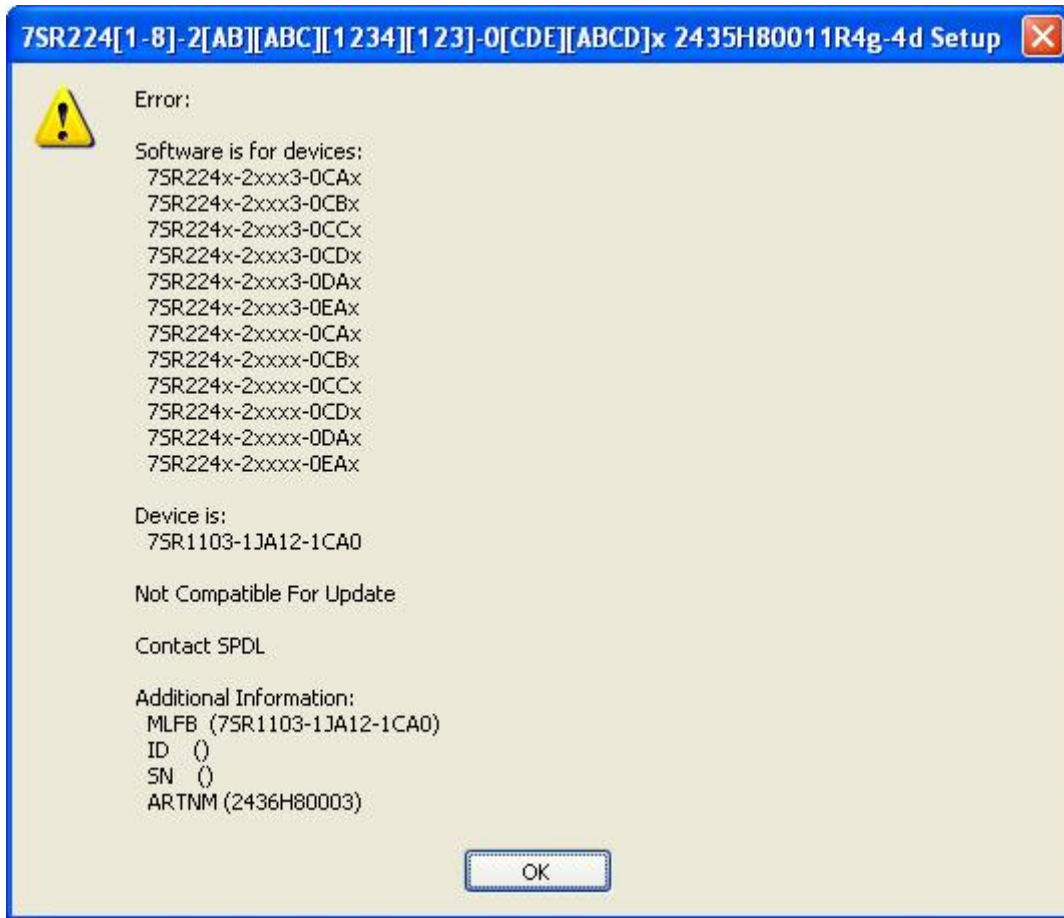 7SR224[1-8]-2[AB][ABC][1234][123]-0[CDE][ABCD]x 2435H80011R4g-4d Setup
Error:
Software is for devices:
7SR224x-2xxx3-0CAx
7SR224x-2xxx3-0CBx
7SR224x-2xxx3-0CCx
7SR224x-2xxx3-0CDx
7SR224x-2xxx3-0DAx
7SR224x-2xxx3-0EAx
7SR224x-2xxxx-0CAx
7SR224x-2xxxx-0CBx
7SR224x-2xxxx-0CCx
7SR224x-2xxxx-0CDx
7SR224x-2xxxx-0DAx
7SR224x-2xxxx-0EAx
Device is:
7SR1103-1JA12-1CA0
Not Compatible For Update
Contact SPDL
Additional Information:
MLFB (7SR1103-1JA12-1CA0)
ID ()
SN ()
ARTNM (2436H80003)
OK